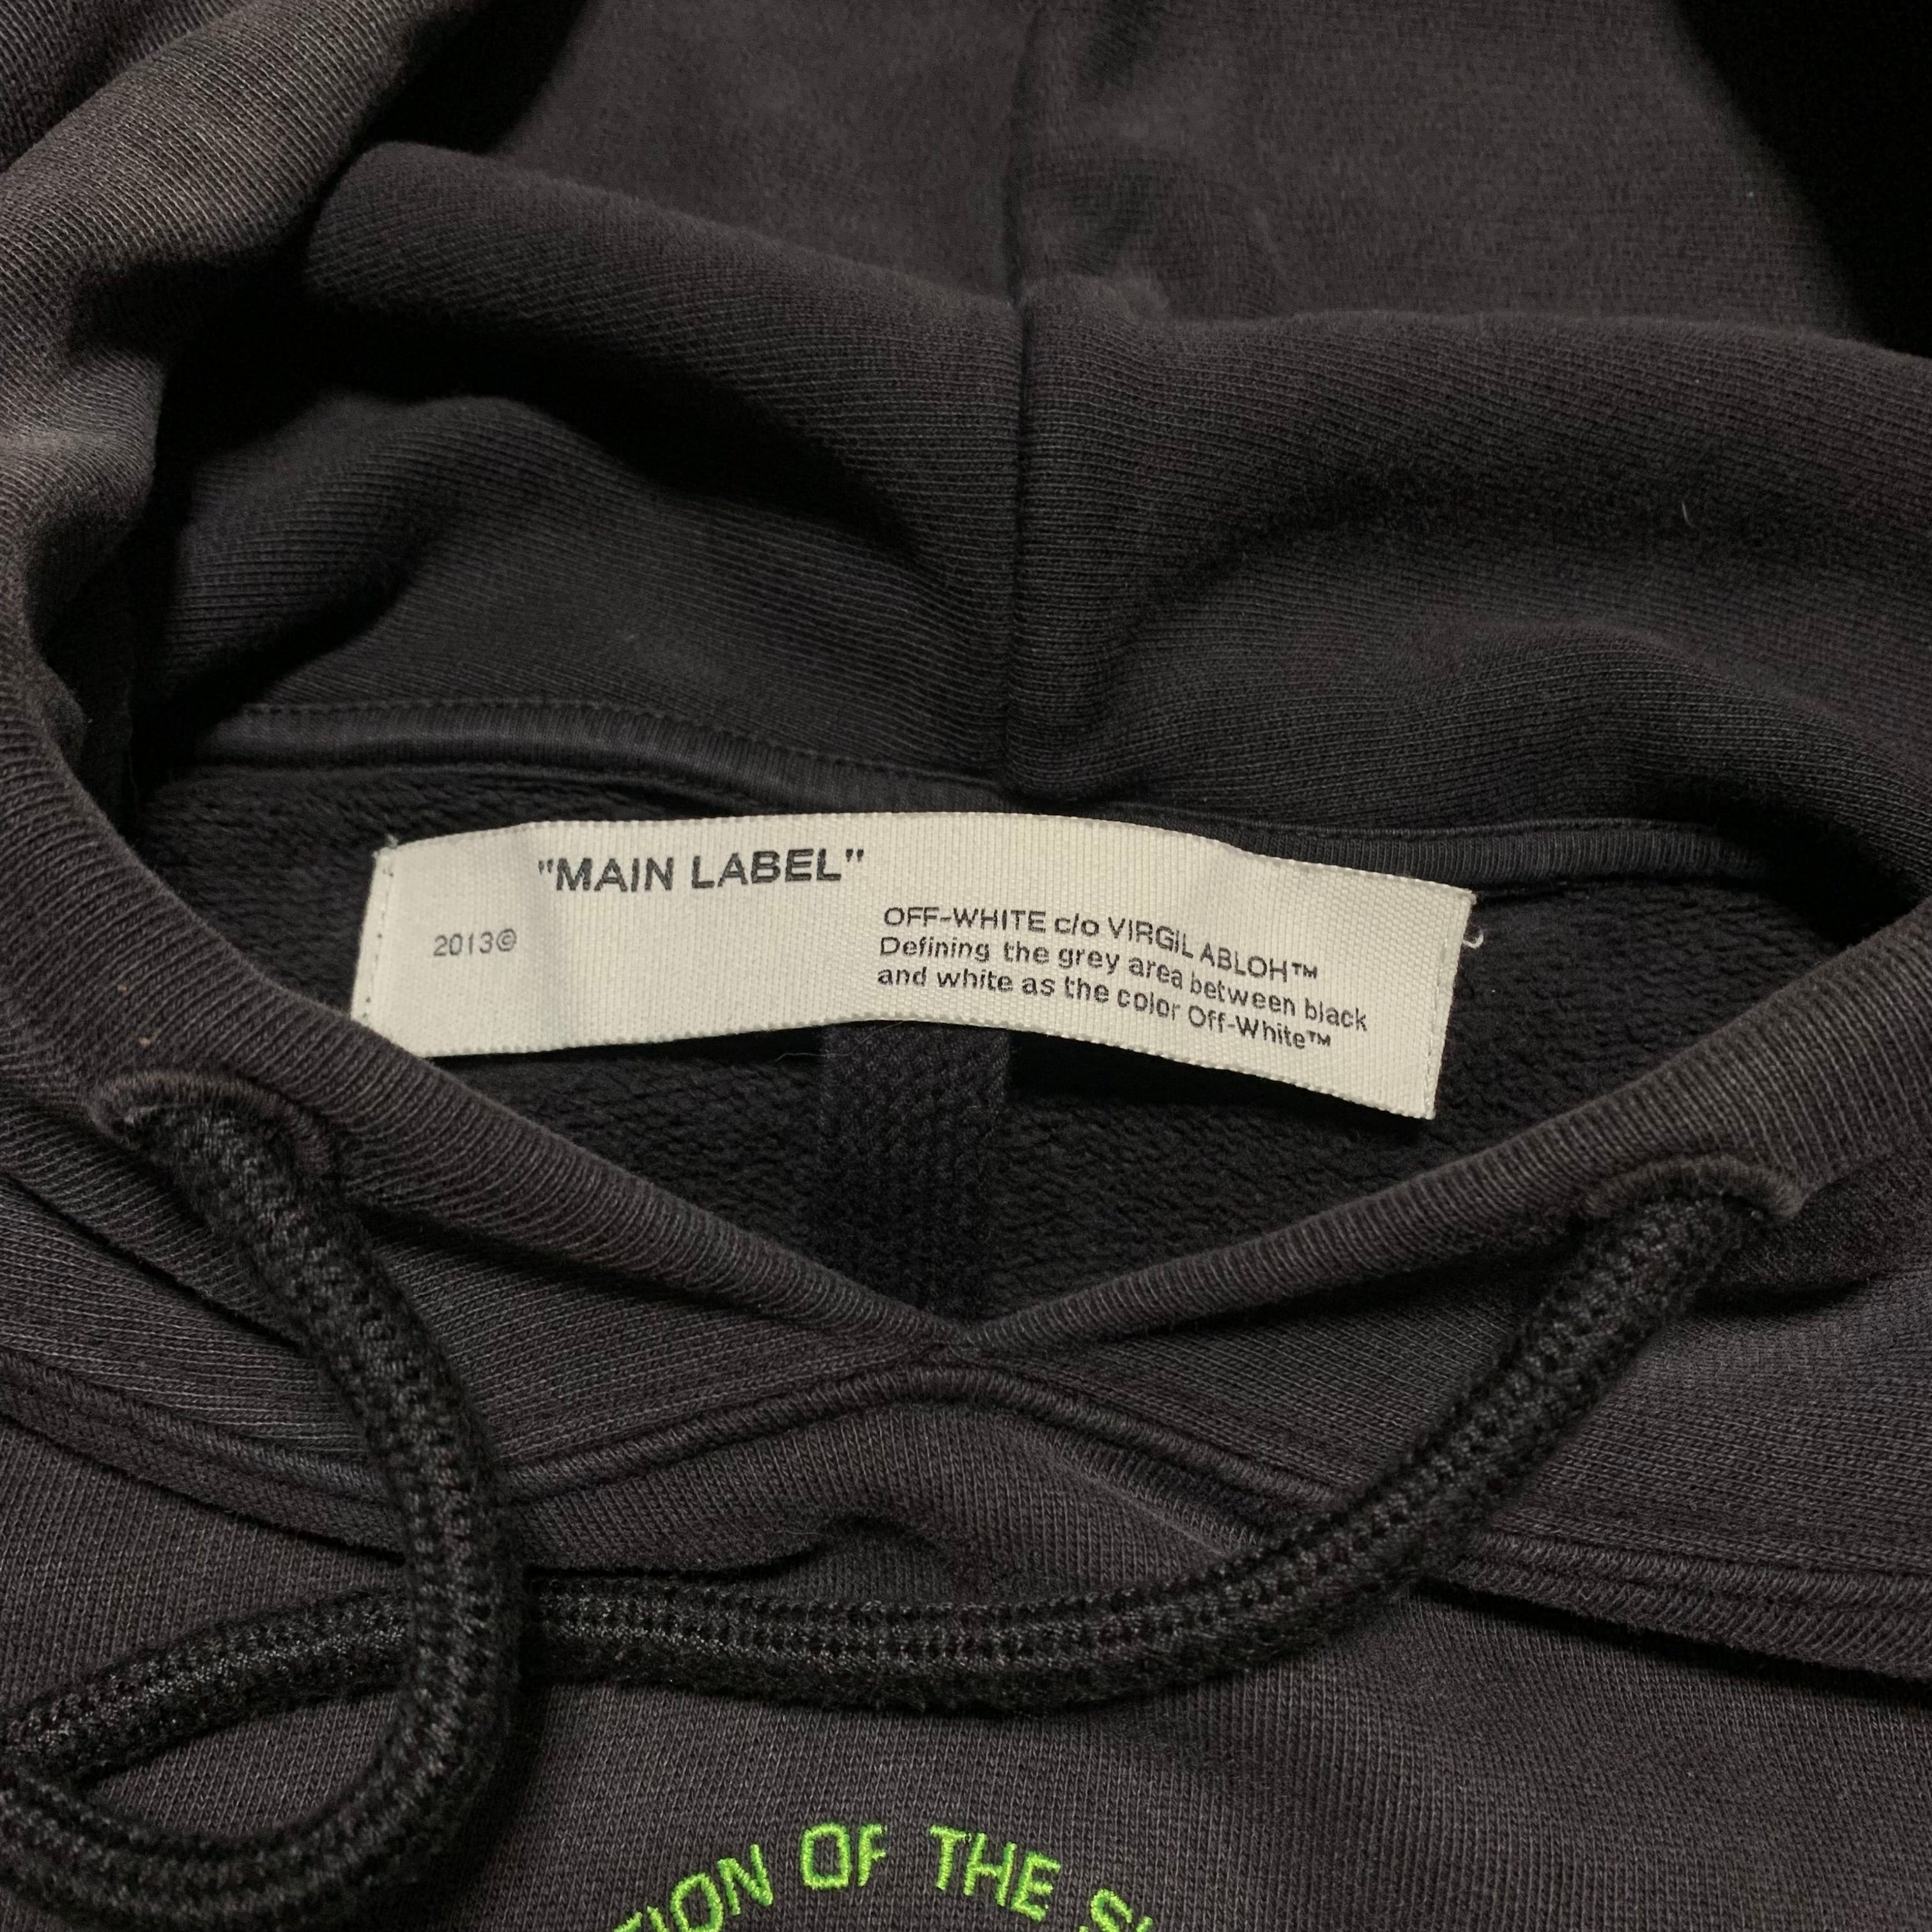 "MAIN LABEL"
2013©
OFF-WHITE c/o VIRGIL ABLOH™
Defining the grey area between black
and white as the color Off-White™
OF THE